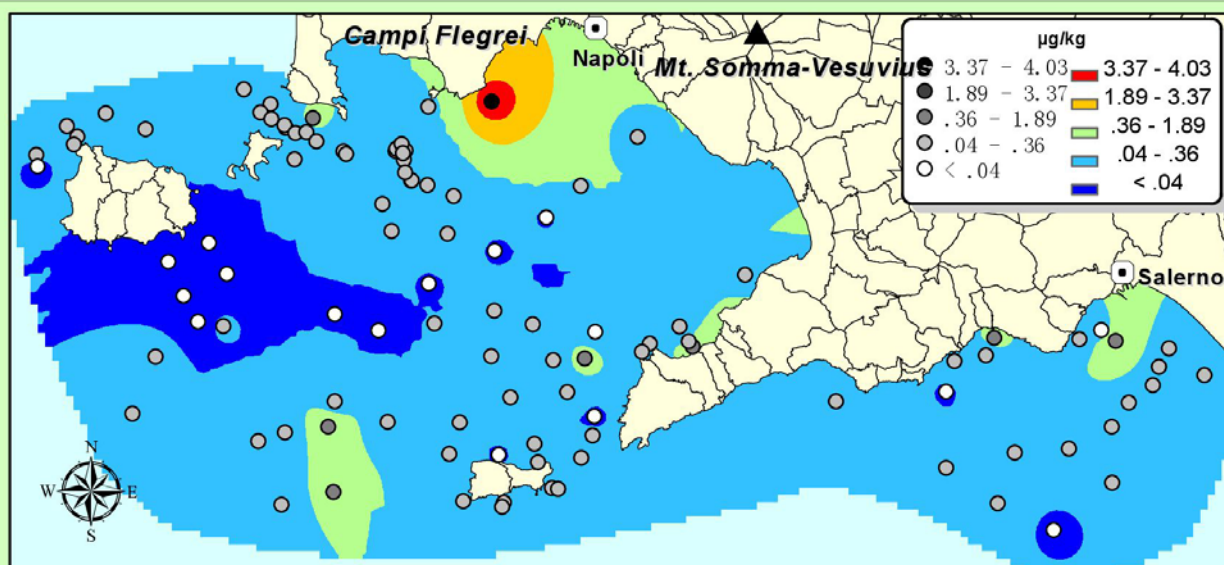 Campi Flegrei
Napoli
Mt. Somma-Vesuvius
µg/kg
3.37 - 4.03 3.37 - 4.03
1.89 - 3.37 1.89 - 3.37
.36 - 1.89 .36 - 1.89
.04 - .36 .04 - .36
< .04 < .04
Salerno
N
W E
S